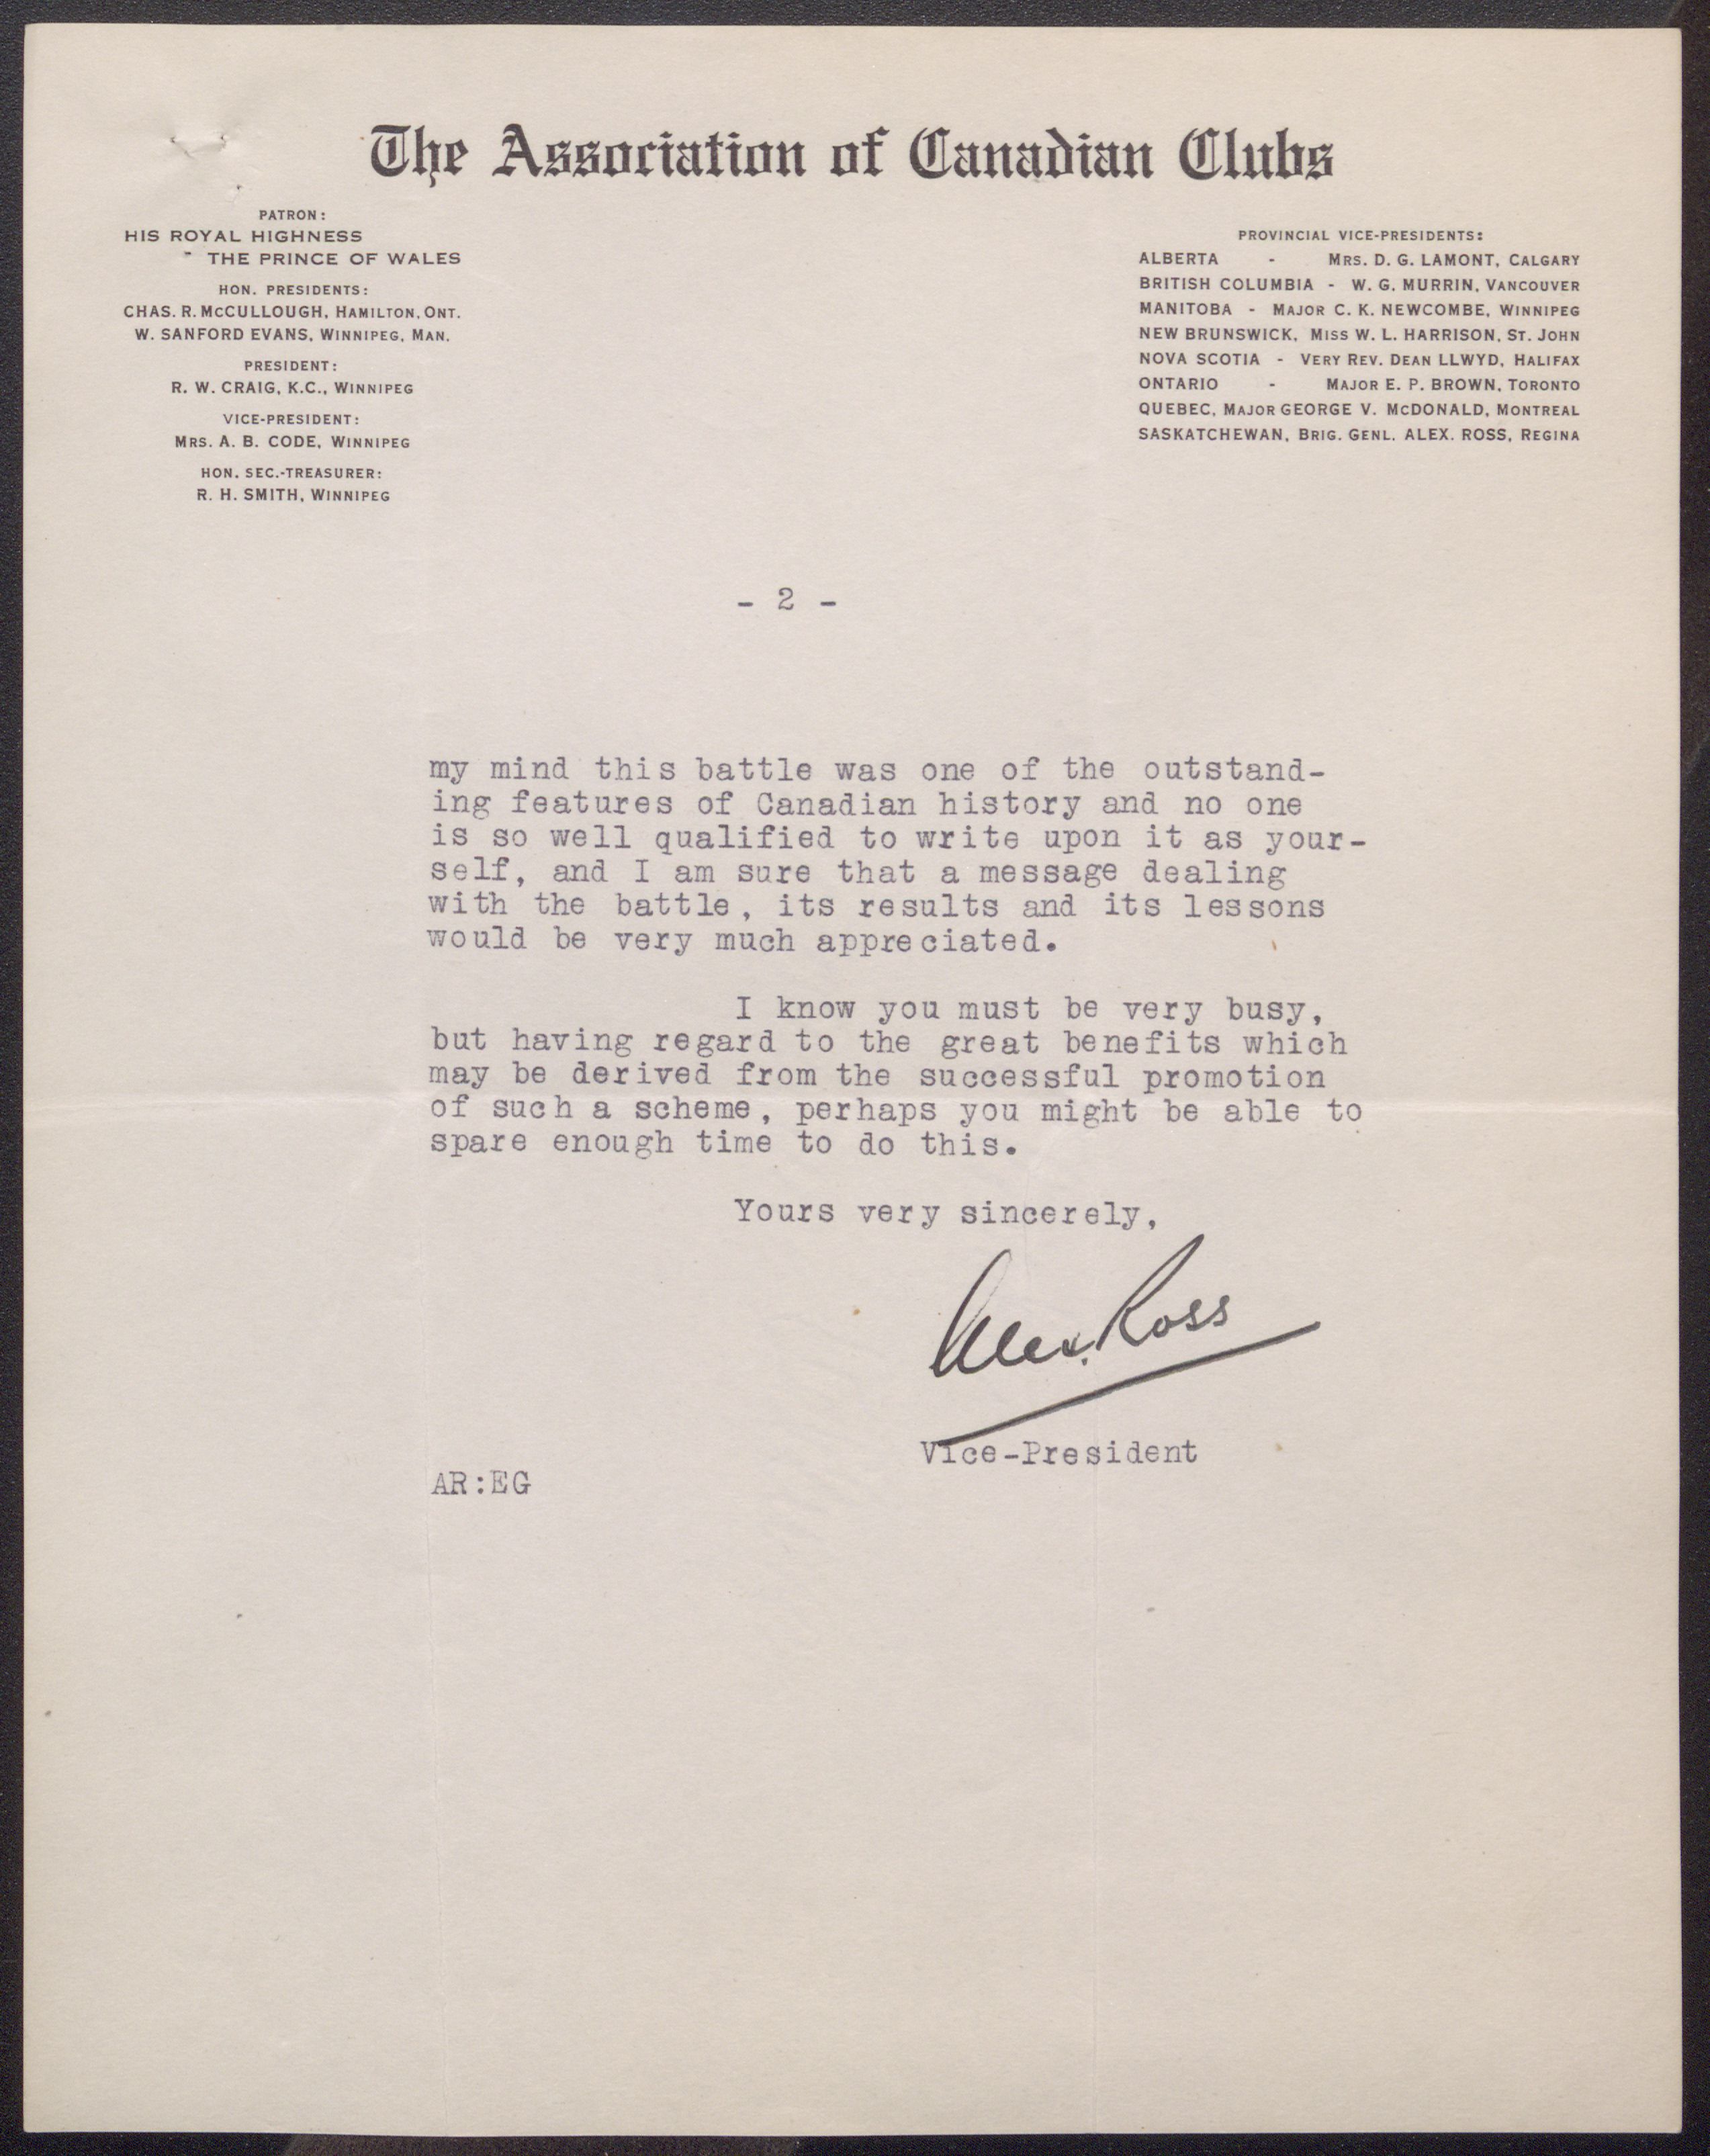 The Association of Canadian Clubs
PATRON:
HIS ROYAL HIGHNESS
THE PRINCE OF WALES
HON. PRESIDENTS:
CHAS. R. McCULLOUGH, HAMILTON, ONT.
W. SANFORD EVANS, WINNIPEG, MAN.
PRESIDENT:
R. W. CRAIG, K.C., WINNIPEG
VICE-PRESIDENT:
MRS. A. B. CODE, WINNIPEG
HON. SEC.-TREASURER:
R. H. SMITH, WINNIPEG
PROVINCIAL VICE-PRESIDENTS:
ALBERTA - MRS. D. G. LAMONT, CALGARY
BRITISH COLUMBIA - W. G. MURRIN, VANCOUVER
MANITOBA - MAJOR C. K. NEWCOMBE, WINNIPEG
NEW BRUNSWICK, MISS W. L. HARRISON, ST. JOHN
NOVA SCOTIA - VERY REV. DEAN LLWYD, HALIFAX
ONTARIO - MAJOR E. P. BROWN, TORONTO
QUEBEC, MAJOR GEORGE V. McDONALD, MONTREAL
SASKATCHEWAN, BRIG. GENL. ALEX. ROSS, REGINA
- 2 -
my mind this battle was one of the outstand-
ing features of Canadian history and no one
is so well qualified to write upon it as your-
self, and I am sure that a message dealing
with the battle, its results and its lessons
would be very much appreciated.
I know you must be very busy,
but having regard to the great benefits which
may be derived from the successful promotion
of such a scheme, perhaps you might be able to
spare enough time to do this.
Yours very sincerely,
Alex. Ross
Vice-President
AR:EG